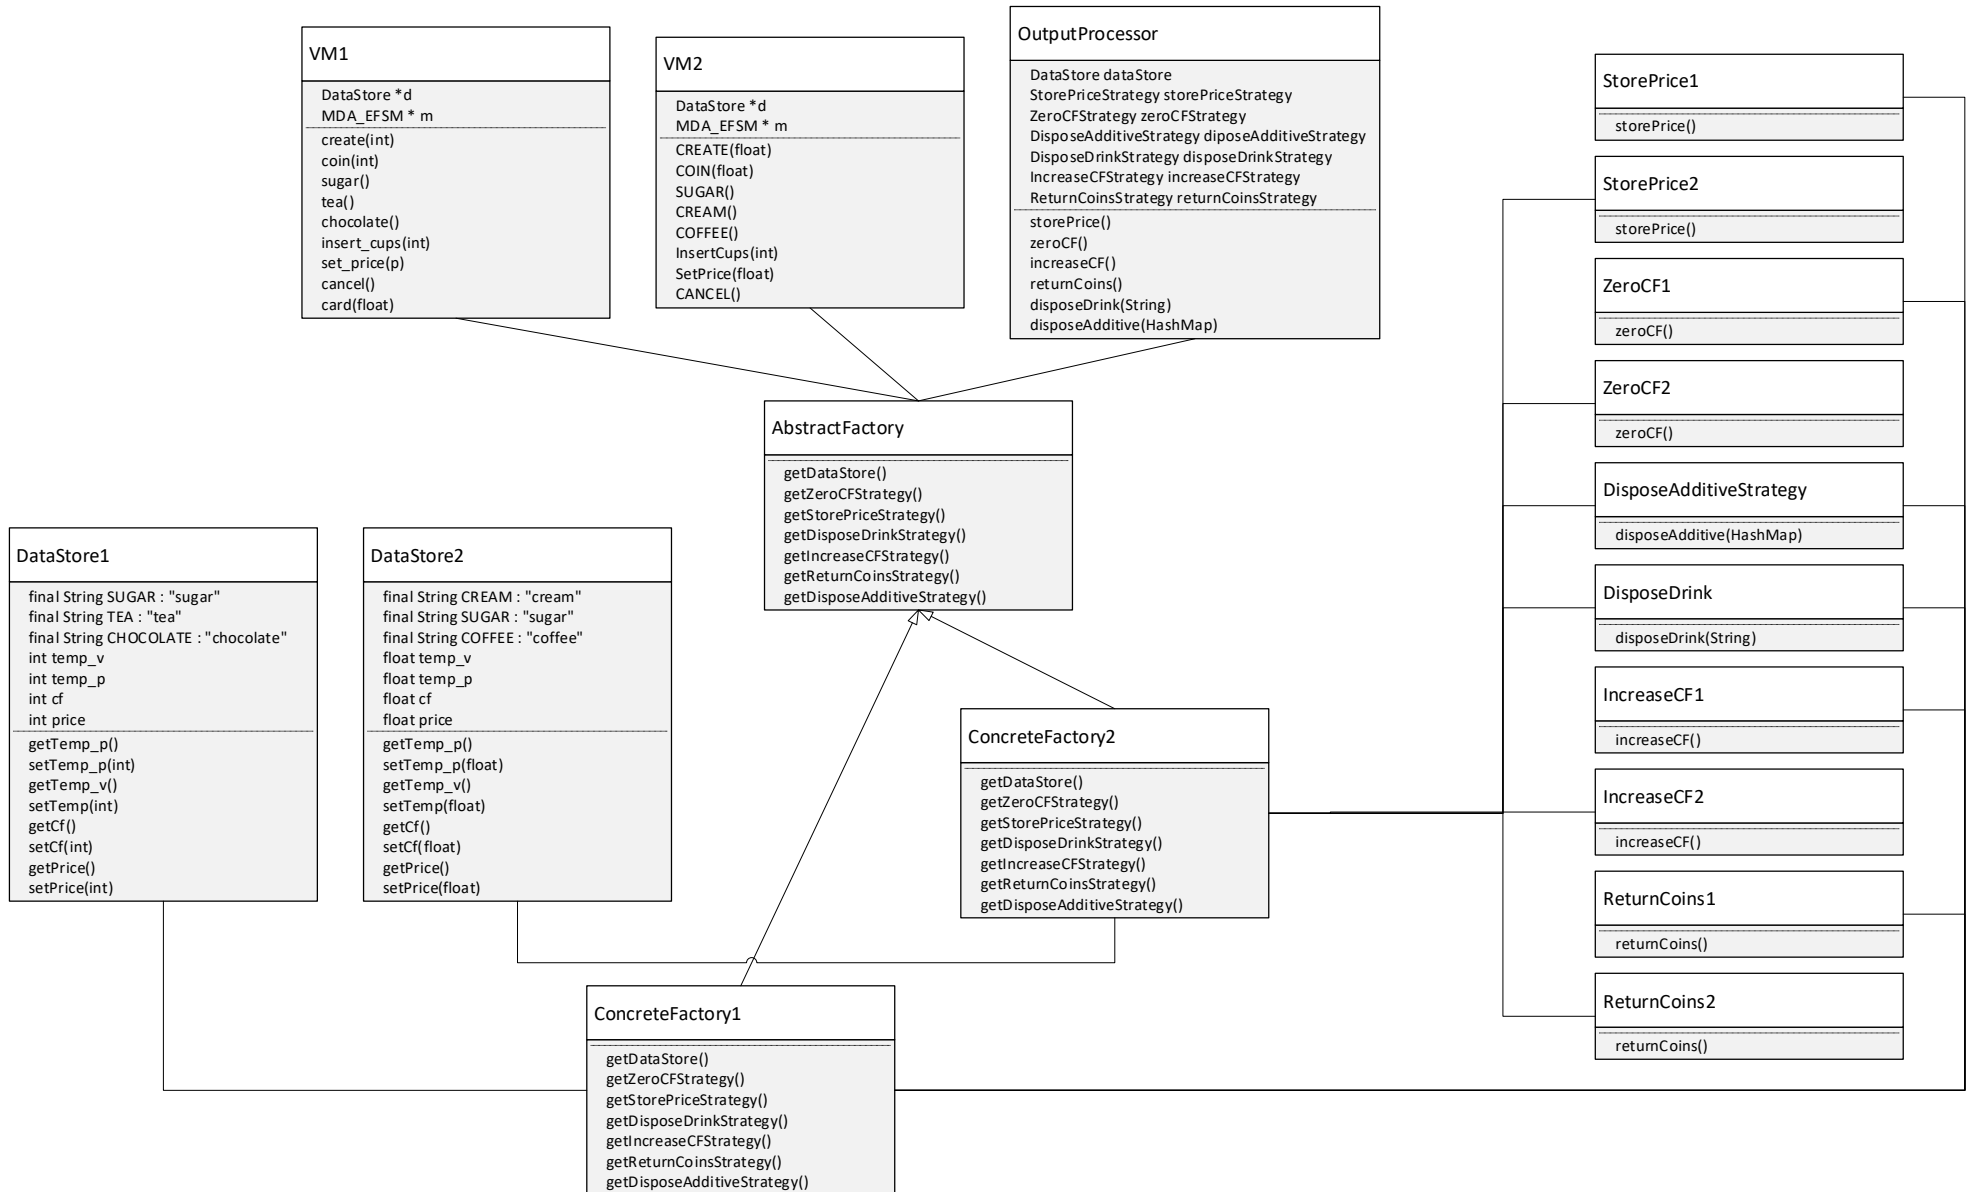 VM1
DataStore *d
MDA_EFSM * m
create(int)
coin(int)
sugar()
tea()
chocolate()
insert_cups(int)
set_price(p)
cancel()
card(float)
VM2
DataStore *d
MDA_EFSM * m
CREATE(float)
COIN(float)
SUGAR()
CREAM()
COFFEE()
InsertCups(int)
SetPrice(float)
CANCEL()
OutputProcessor
DataStore dataStore
StorePriceStrategy storePriceStrategy
ZeroCFStrategy zeroCFStrategy
DisposeAdditiveStrategy diposeAdditiveStrategy
DisposeDrinkStrategy disposeDrinkStrategy
IncreaseCFStrategy increaseCFStrategy
ReturnCoinsStrategy returnCoinsStrategy
storePrice()
zeroCF()
increaseCF()
returnCoins()
disposeDrink(String)
disposeAdditive(HashMap)
AbstractFactory
getDataStore()
getZeroCFStrategy()
getStorePriceStrategy()
getDisposeDrinkStrategy()
getIncreaseCFStrategy()
getReturnCoinsStrategy()
getDisposeAdditiveStrategy()
DataStore1
final String SUGAR : "sugar"
final String TEA : "tea"
final String CHOCOLATE : "chocolate"
int temp_v
int temp_p
int cf
int price
getTemp_p()
setTemp_p(int)
getTemp_v()
setTemp(int)
getCf()
setCf(int)
getPrice()
setPrice(int)
DataStore2
final String CREAM : "cream"
final String SUGAR : "sugar"
final String COFFEE : "coffee"
float temp_v
float temp_p
float cf
float price
getTemp_p()
setTemp_p(float)
getTemp_v()
setTemp(float)
getCf()
setCf(float)
getPrice()
setPrice(float)
ConcreteFactory2
getDataStore()
getZeroCFStrategy()
getStorePriceStrategy()
getDisposeDrinkStrategy()
getIncreaseCFStrategy()
getReturnCoinsStrategy()
getDisposeAdditiveStrategy()
ConcreteFactory1
getDataStore()
getZeroCFStrategy()
getStorePriceStrategy()
getDisposeDrinkStrategy()
getIncreaseCFStrategy()
getReturnCoinsStrategy()
getDisposeAdditiveStrategy()
StorePrice1
storePrice()
StorePrice2
storePrice()
ZeroCF1
zeroCF()
ZeroCF2
zeroCF()
DisposeAdditiveStrategy
disposeAdditive(HashMap)
DisposeDrink
disposeDrink(String)
IncreaseCF1
increaseCF()
IncreaseCF2
increaseCF()
ReturnCoins1
returnCoins()
ReturnCoins2
returnCoins()